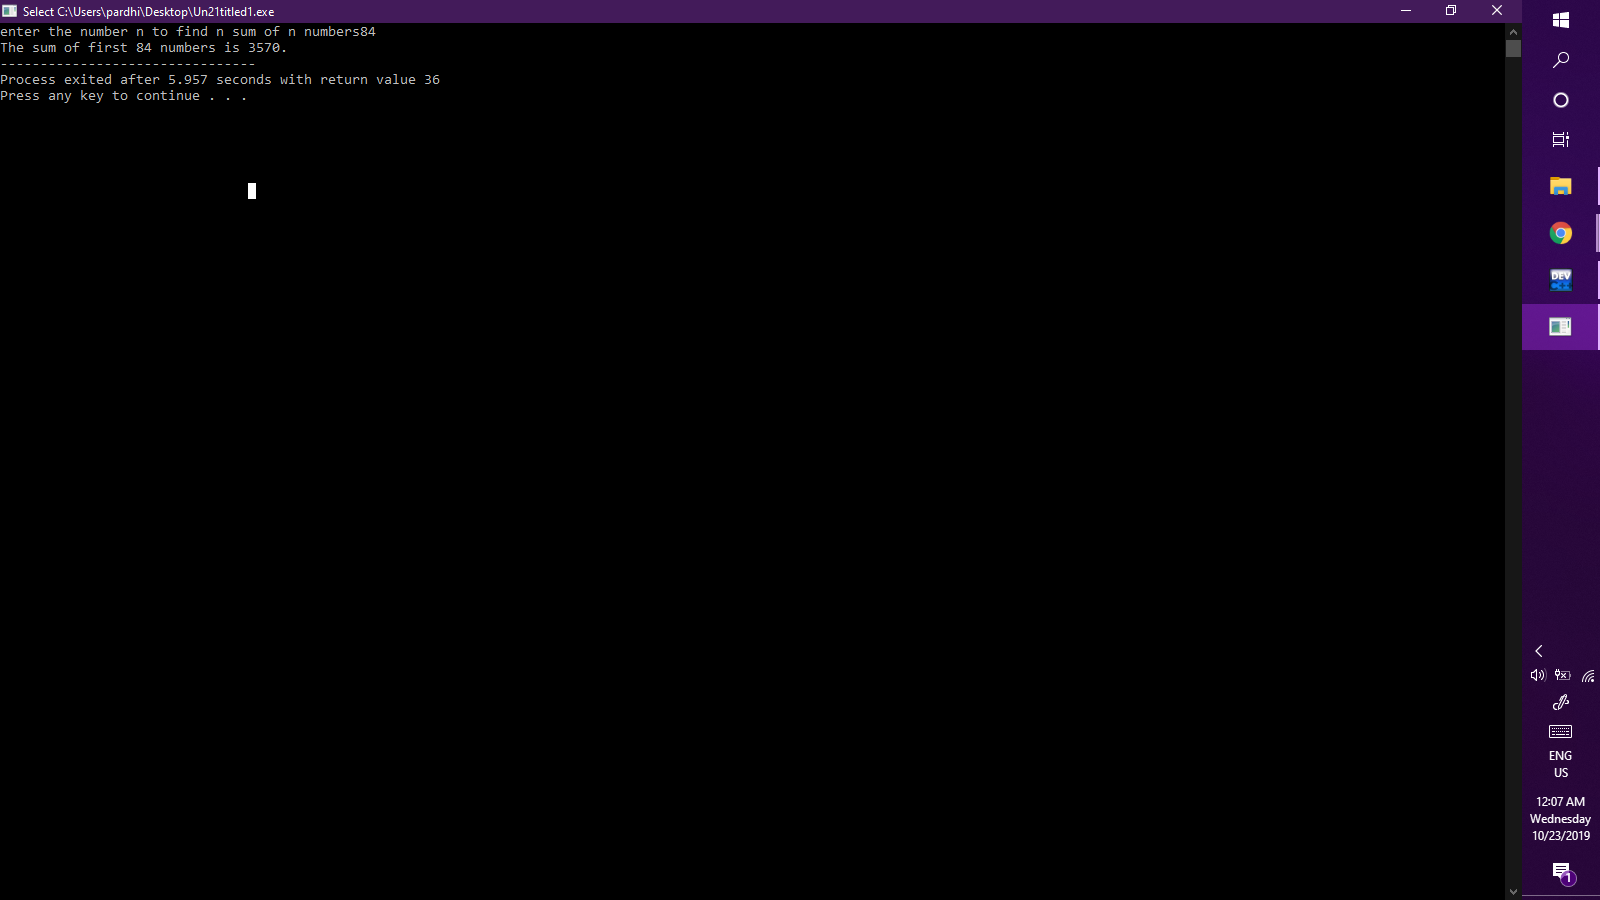 Select C:\Users\pardhi\Desktop\Un21titled1.exe
enter the number n to find n sum of n numbers84
The sum of first 84 numbers is 3570.
--------------------------------
Process exited after 5.957 seconds with return value 36
Press any key to continue . . .
DEV
C++
ENG
US
12:07 AM
Wednesday
10/23/2019
1